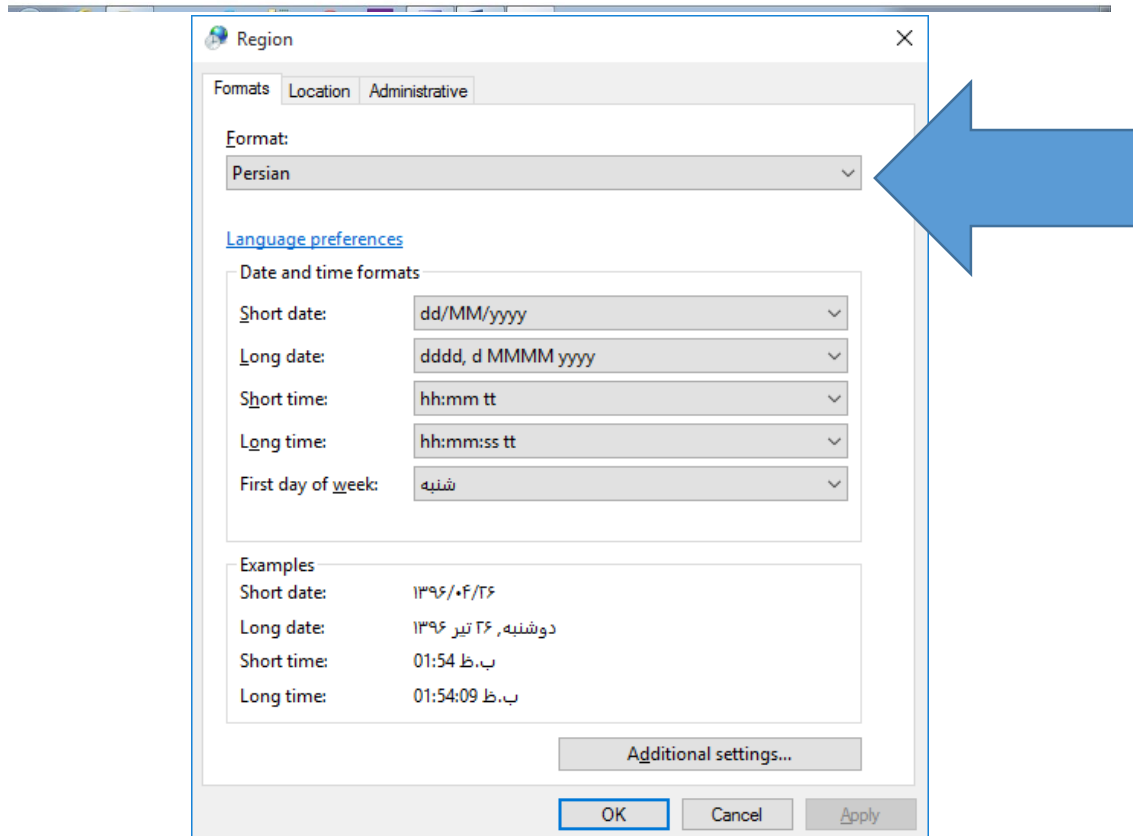 Region
Formats Location Administrative
Format:
Persian
Language preferences
Date and time formats
Short date: dd/MM/yyyy
Long date: dddd, d MMMM yyyy
Short time: hh:mm tt
Long time: hh:mm:ss tt
First day of week: شنبه
Examples
Short date: ۱۳۹۶/۰۴/۲۶
Long date: دوشنبه, ۲۶ تیر ۱۳۹۶
Short time: 01:54 ب.ظ
Long time: 01:54:09 ب.ظ
Additional settings...
OK Cancel Apply